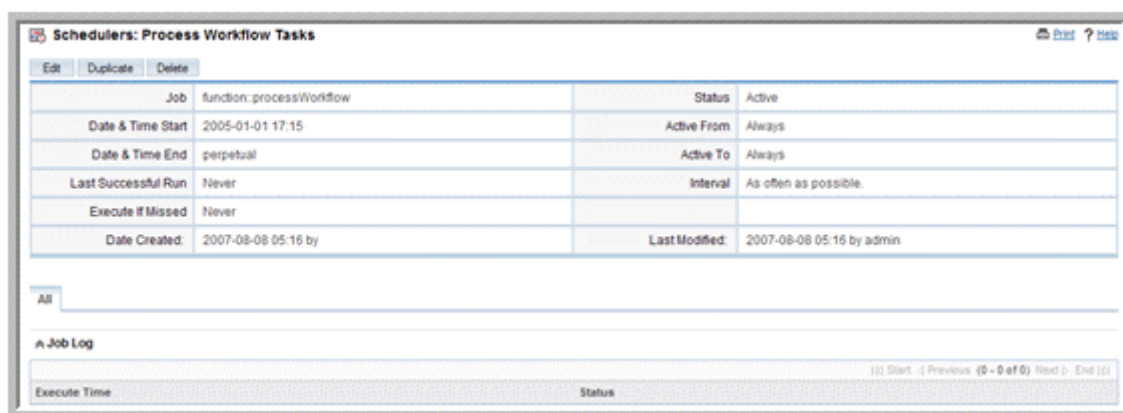 Schedulers: Process Workflow Tasks Print ? Help
Edit Duplicate Delete
Job function::processWorkflow Status Active
Date & Time Start 2005-01-01 17:15 Active From Always
Date & Time End perpetual Active To Always
Last Successful Run Never Interval As often as possible.
Execute If Missed Never
Date Created: 2007-08-08 05:16 by Last Modified: 2007-08-08 05:16 by admin
All
Job Log
Start Previous (0 - 0 of 0) Next End
Execute Time Status